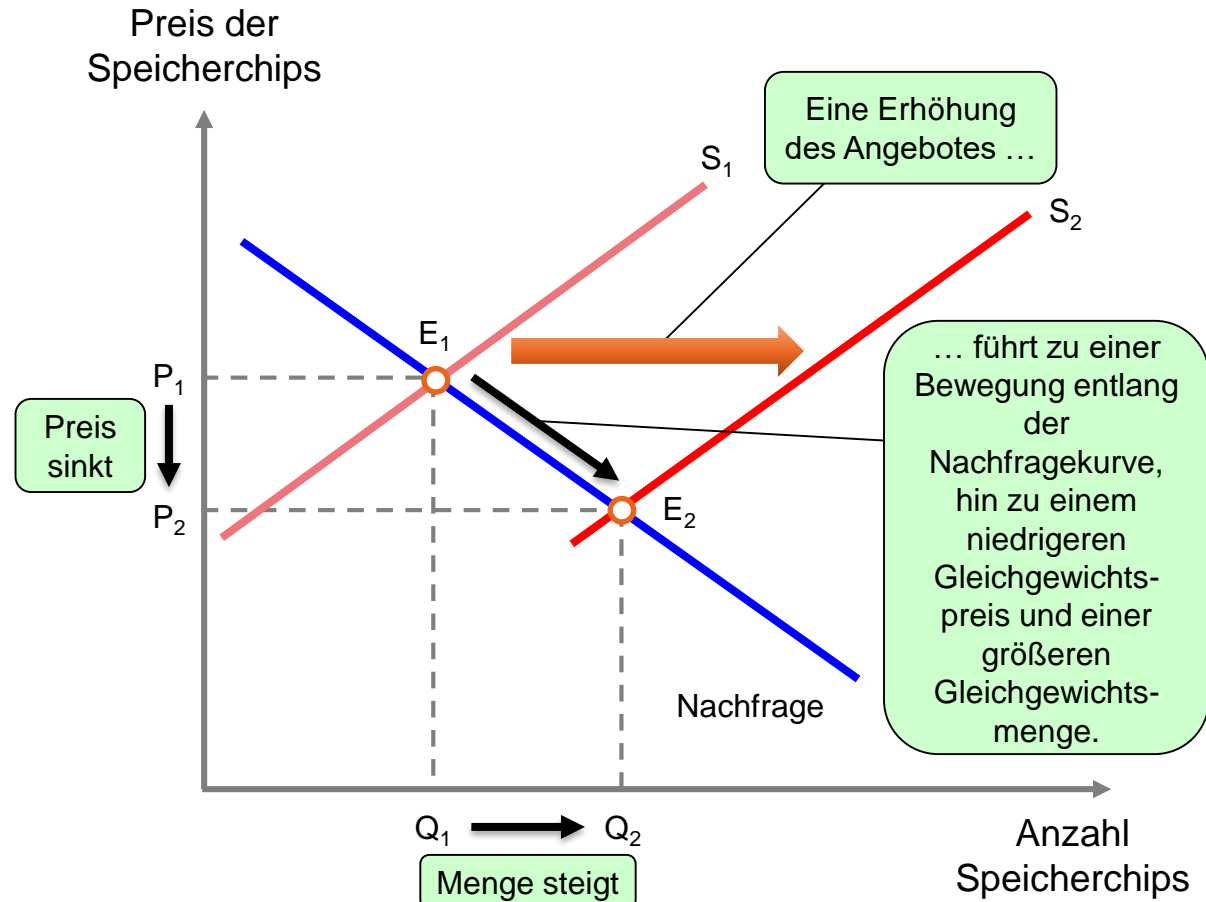 Preis der
Speicherchips
Eine Erhöhung
des Angebotes …
S₁
S₂
E₁
… führt zu einer
Bewegung entlang
der
Nachfragekurve,
hin zu einem
niedrigeren
Gleichgewichts-
preis und einer
größeren
Gleichgewichts-
menge.
P₁
Preis
sinkt
P₂
E₂
Nachfrage
Q₁
Q₂
Menge steigt
Anzahl
Speicherchips